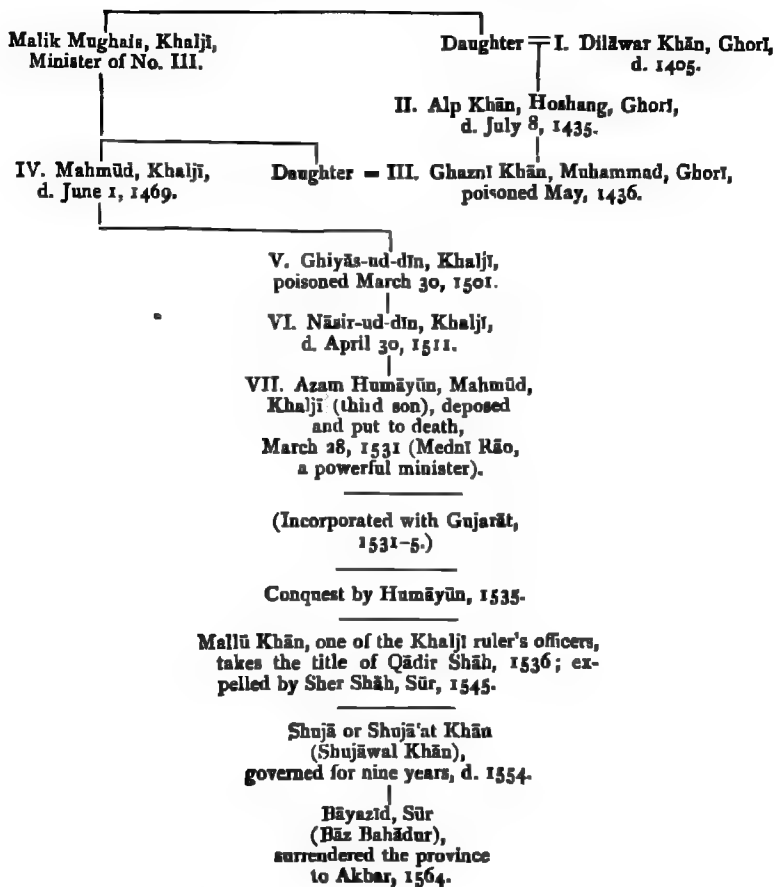 Malik Mughais, Khaljī,
Minister of No. III.
Daughter = I. Dilāwar Khān, Ghorī,
d. 1405.
II. Alp Khān, Hoshang, Ghorī,
d. July 8, 1435.
IV. Mahmūd, Khaljī,
d. June 1, 1469.
Daughter = III. Ghaznī Khān, Muhammad, Ghorī,
poisoned May, 1436.
V. Ghiyās-ud-dīn, Khaljī,
poisoned March 30, 1501.
VI. Nāsir-ud-dīn, Khaljī,
d. April 30, 1511.
VII. Azam Humāyūn, Mahmūd,
Khaljī (third son), deposed
and put to death,
March 28, 1531 (Mednī Rāo,
a powerful minister).
(Incorporated with Gujarāt,
1531–5.)
Conquest by Humāyūn, 1535.
Mallū Khān, one of the Khaljī ruler's officers,
takes the title of Qādir Shāh, 1536; ex-
pelled by Sher Shāh, Sūr, 1545.
Shujā or Shujā'at Khān
(Shujāwal Khān),
governed for nine years, d. 1554.
Bāyazīd, Sūr
(Bāz Bahādur),
surrendered the province
to Akbar, 1564.